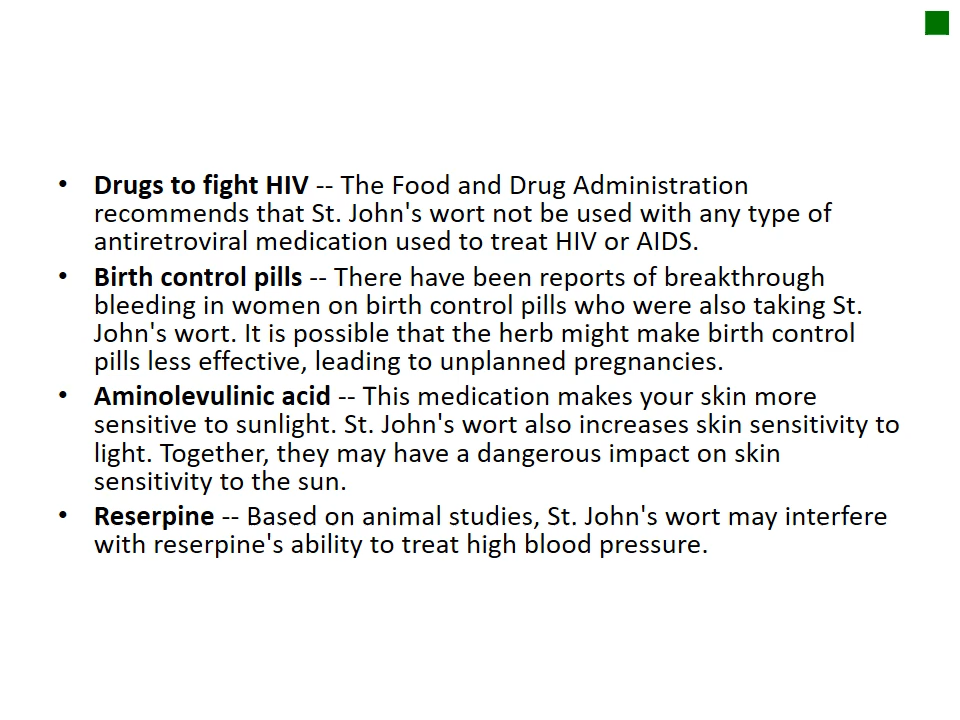 • Drugs to fight HIV -- The Food and Drug Administration
recommends that St. John's wort not be used with any type of
antiretroviral medication used to treat HIV or AIDS.
• Birth control pills -- There have been reports of breakthrough
bleeding in women on birth control pills who were also taking St.
John's wort. It is possible that the herb might make birth control
pills less effective, leading to unplanned pregnancies.
• Aminolevulinic acid -- This medication makes your skin more
sensitive to sunlight. St. John's wort also increases skin sensitivity to
light. Together, they may have a dangerous impact on skin
sensitivity to the sun.
• Reserpine -- Based on animal studies, St. John's wort may interfere
with reserpine's ability to treat high blood pressure.